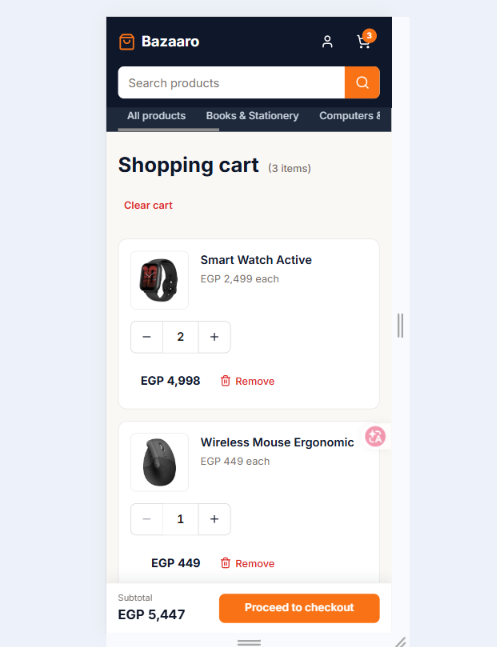 Bazaaro
3
Search products
All products Books & Stationery Computers &
Shopping cart (3 items)
Clear cart
Smart Watch Active
EGP 2,499 each
− 2 +
EGP 4,998 Remove
Wireless Mouse Ergonomic
EGP 449 each
− 1 +
EGP 449 Remove
Subtotal
EGP 5,447 Proceed to checkout